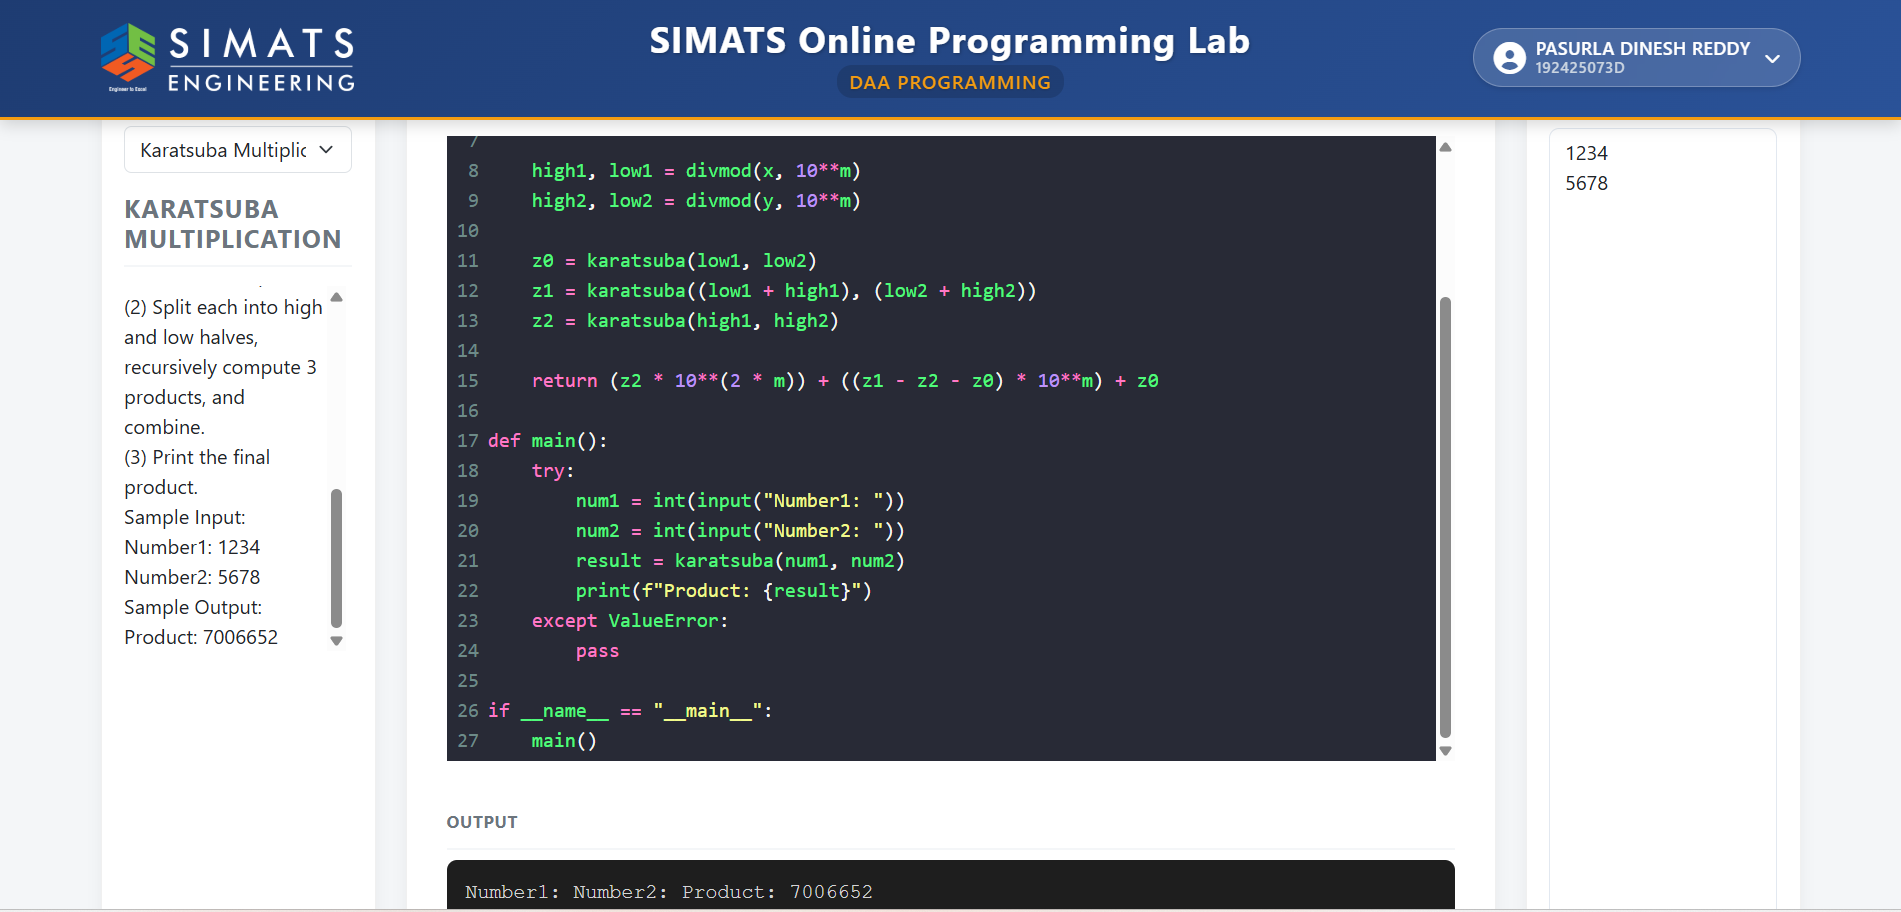 SIMATS
ENGINEERING
Engineer to Excel
SIMATS Online Programming Lab
DAA PROGRAMMING
PASURLA DINESH REDDY
192425073D
Karatsuba Multiplic
KARATSUBA
MULTIPLICATION
(2) Split each into high
and low halves,
recursively compute 3
products, and
combine.
(3) Print the final
product.
Sample Input:
Number1: 1234
Number2: 5678
Sample Output:
Product: 7006652
7
8     high1, low1 = divmod(x, 10**m)
9     high2, low2 = divmod(y, 10**m)
10
11     z0 = karatsuba(low1, low2)
12     z1 = karatsuba((low1 + high1), (low2 + high2))
13     z2 = karatsuba(high1, high2)
14
15     return (z2 * 10**(2 * m)) + ((z1 - z2 - z0) * 10**m) + z0
16
17 def main():
18     try:
19         num1 = int(input("Number1: "))
20         num2 = int(input("Number2: "))
21         result = karatsuba(num1, num2)
22         print(f"Product: {result}")
23     except ValueError:
24         pass
25
26 if __name__ == "__main__":
27     main()
OUTPUT
Number1: Number2: Product: 7006652
1234
5678